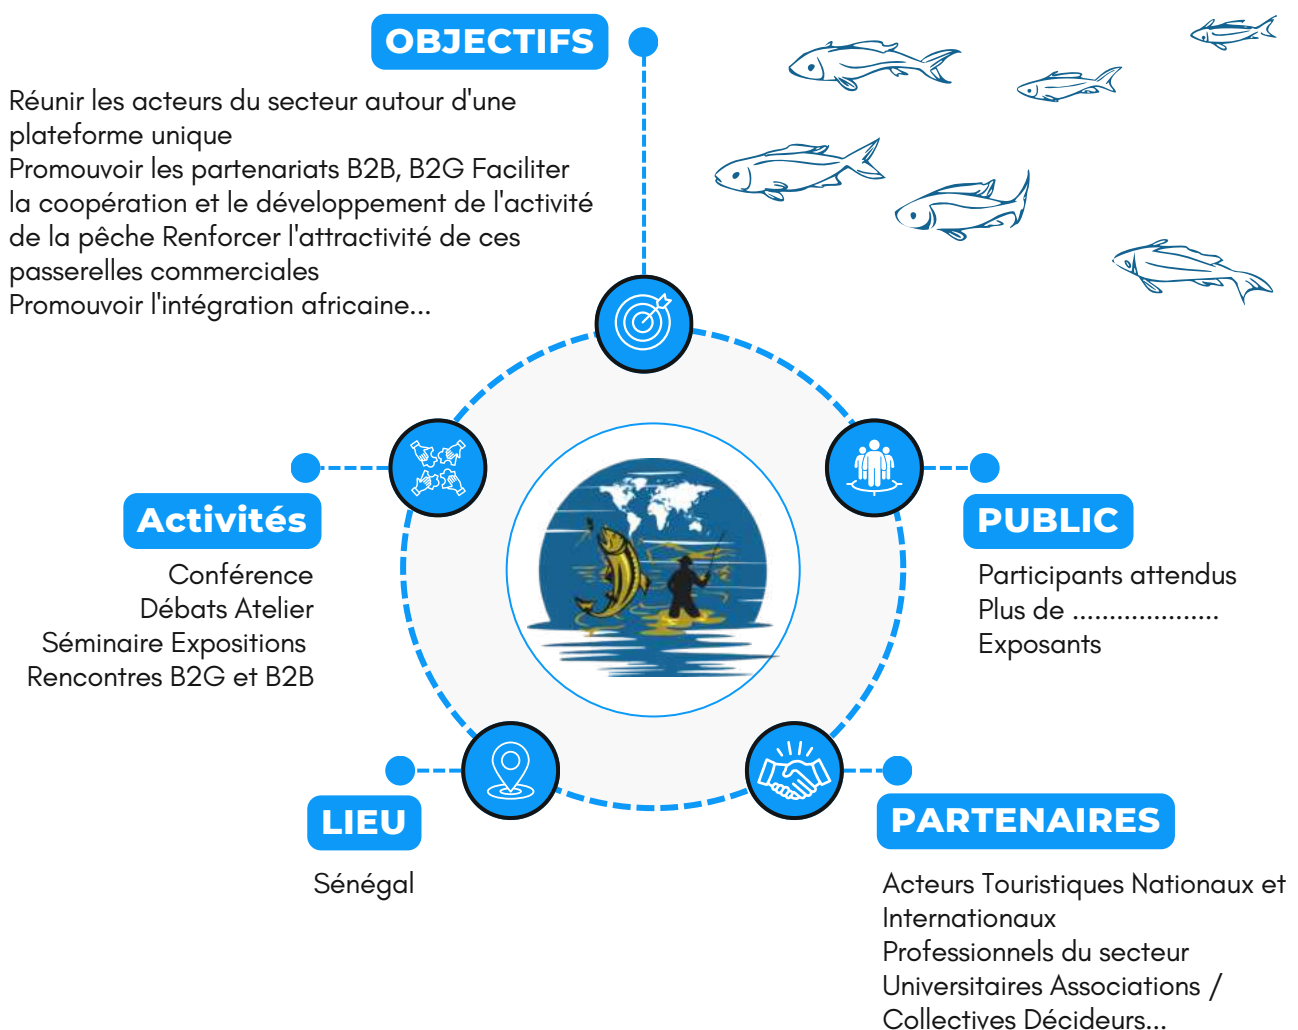 OBJECTIFS
Réunir les acteurs du secteur autour d'une
plateforme unique
Promouvoir les partenariats B2B, B2G Faciliter
la coopération et le développement de l'activité
de la pêche Renforcer l'attractivité de ces
passerelles commerciales
Promouvoir l'intégration africaine...
Activités
Conférence
Débats Atelier
Séminaire Expositions
Rencontres B2G et B2B
PUBLIC
Participants attendus
Plus de ....................
Exposants
LIEU
Sénégal
PARTENAIRES
Acteurs Touristiques Nationaux et
Internationaux
Professionnels du secteur
Universitaires Associations /
Collectives Décideurs...